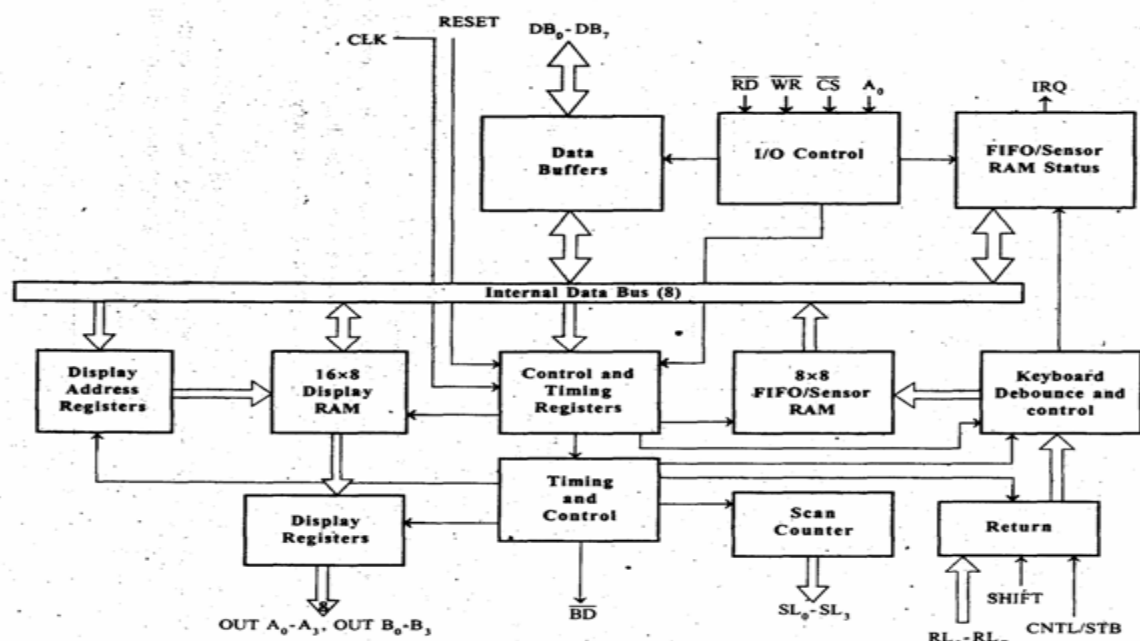 RESET
CLK
DB₀-DB₇
RD WR CS A₀
IRQ
Data
Buffers
I/O Control
FIFO/Sensor
RAM Status
Internal Data Bus (8)
Display
Address
Registers
16×8
Display
RAM
Control and
Timing
Registers
8×8
FIFO/Sensor
RAM
Keyboard
Debounce and
control
Timing
and
Control
Display
Registers
Scan
Counter
Return
8
OUT A₀-A₃, OUT B₀-B₃
BD
SL₀-SL₃
SHIFT
CNTL/STB